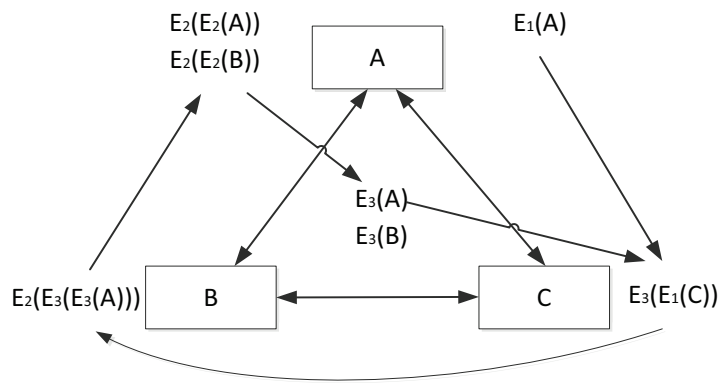 E₂(E₂(A))
E₂(E₂(B))
A
E₁(A)
E₃(A)
E₃(B)
E₂(E₃(E₃(A)))
B
C
E₃(E₁(C))